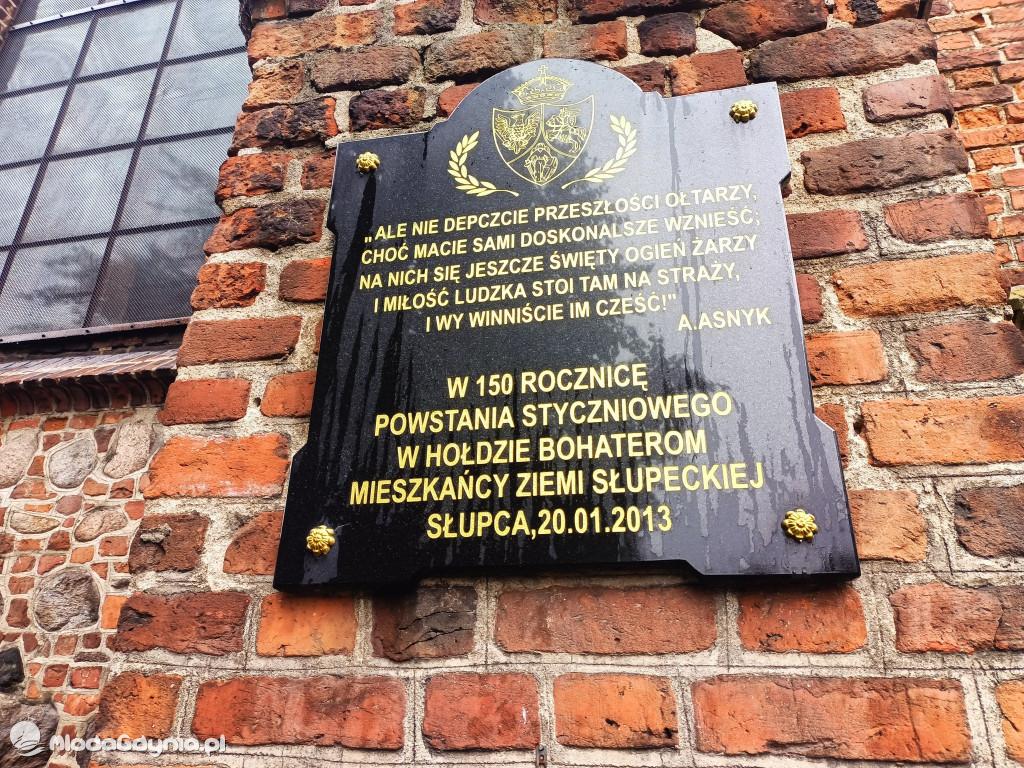 „ALE NIE DEPCZCIE PRZESZŁOŚCI OŁTARZY,
CHOĆ MACIE SAMI DOSKONALSZE WZNIEŚĆ;
NA NICH SIĘ JESZCZE ŚWIĘTY OGIEŃ ŻARZY
I MIŁOŚĆ LUDZKA STOI TAM NA STRAŻY,
I WY WINNIŚCIE IM CZEŚĆ!"
A.ASNYK
W 150 ROCZNICĘ
POWSTANIA STYCZNIOWEGO
W HOŁDZIE BOHATEROM
MIESZKAŃCY ZIEMI SŁUPECKIEJ
SŁUPCA,20.01.2013
MlodaGdynia.pl